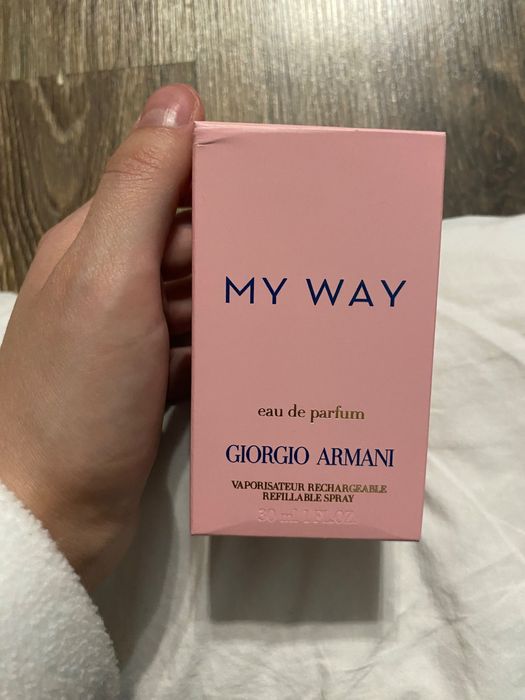 MY WAY
eau de parfum
GIORGIO ARMANI
VAPORISATEUR RECHARGEABLE
REFILLABLE SPRAY
30 ml 1 FL.OZ.